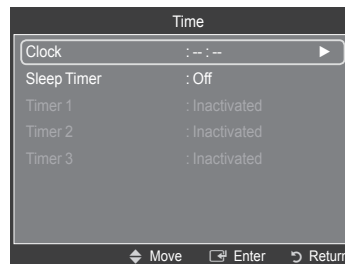 Time
Clock : -- : --
Sleep Timer : Off
Timer 1 : Inactivated
Timer 2 : Inactivated
Timer 3 : Inactivated
Move Enter Return